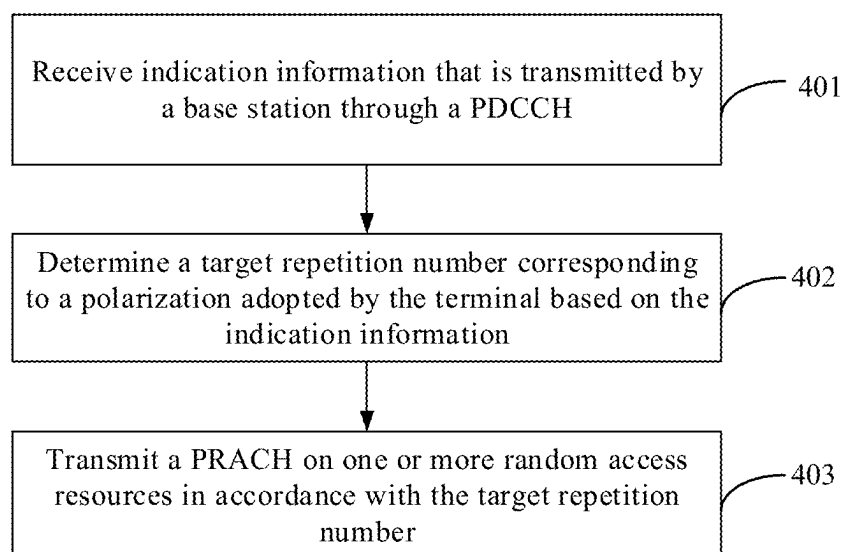 Receive indication information that is transmitted by
a base station through a PDCCH
401
Determine a target repetition number corresponding
to a polarization adopted by the terminal based on the
indication information
402
Transmit a PRACH on one or more random access
resources in accordance with the target repetition
number
403